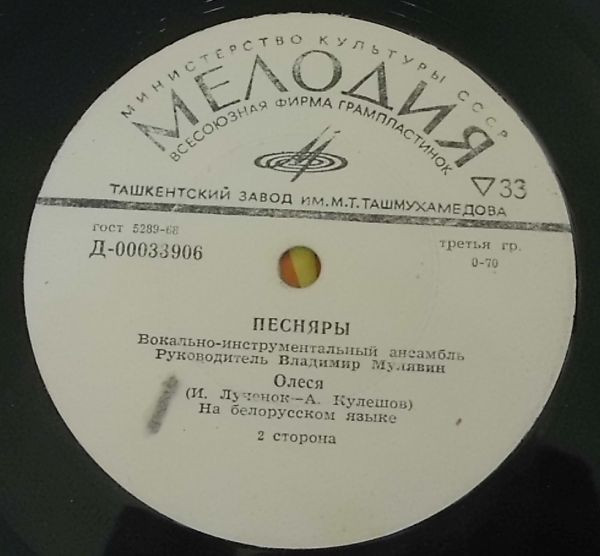 МИНИСТЕРСТВО КУЛЬТУРЫ СССР
МЕЛОДИЯ
ВСЕСОЮЗНАЯ ФИРМА ГРАМПЛАСТИНОК
▽33
ТАШКЕНТСКИЙ ЗАВОД ИМ. М.Т. ТАШМУХАМЕДОВА
гост 5289-68
Д-00033906
третья гр.
0-70
ПЕСНЯРЫ
Вокально-инструментальный ансамбль
Руководитель Владимир Мулявин
Олеся
(И. Лученок—А. Кулешов)
На белорусском языке
2 сторона